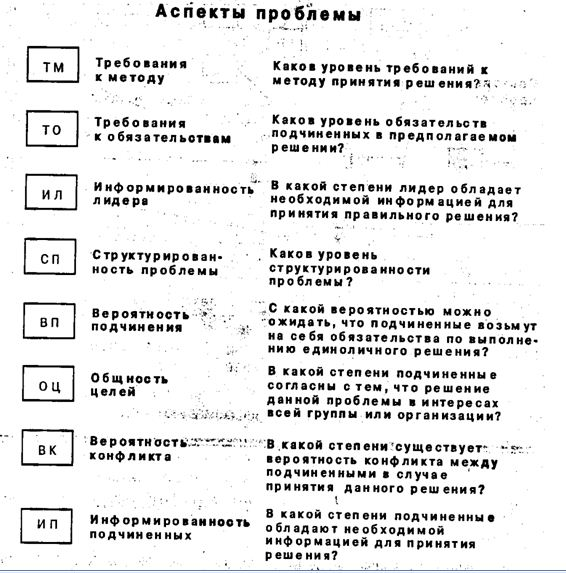 Аспекты проблемы
ТМ
Требования
к методу
Каков уровень требований к
методу принятия решения?
ТО
Требования
к обязательствам
Каков уровень обязательств
подчиненных в предполагаемом
решении?
ИЛ
Информированность
лидера
В какой степени лидер обладает
необходимой информацией для
принятия правильного решения?
СП
Структурирован-
ность проблемы
Каков уровень
структурированности
проблемы?
ВП
Вероятность
подчинения
С какой вероятностью можно
ожидать, что подчиненные возьмут
на себя обязательства по выполне-
нию единоличного решения?
ОЦ
Общность
целей
В какой степени подчиненные
согласны с тем, что решение
данной проблемы в интересах
всей группы или организации?
ВК
Вероятность
конфликта
В какой степени существует
вероятность конфликта между
подчиненными в случае
принятия данного решения?
ИП
Информированность
подчиненных
В какой степени подчиненные
обладают необходимой
информацией для принятия
решения?